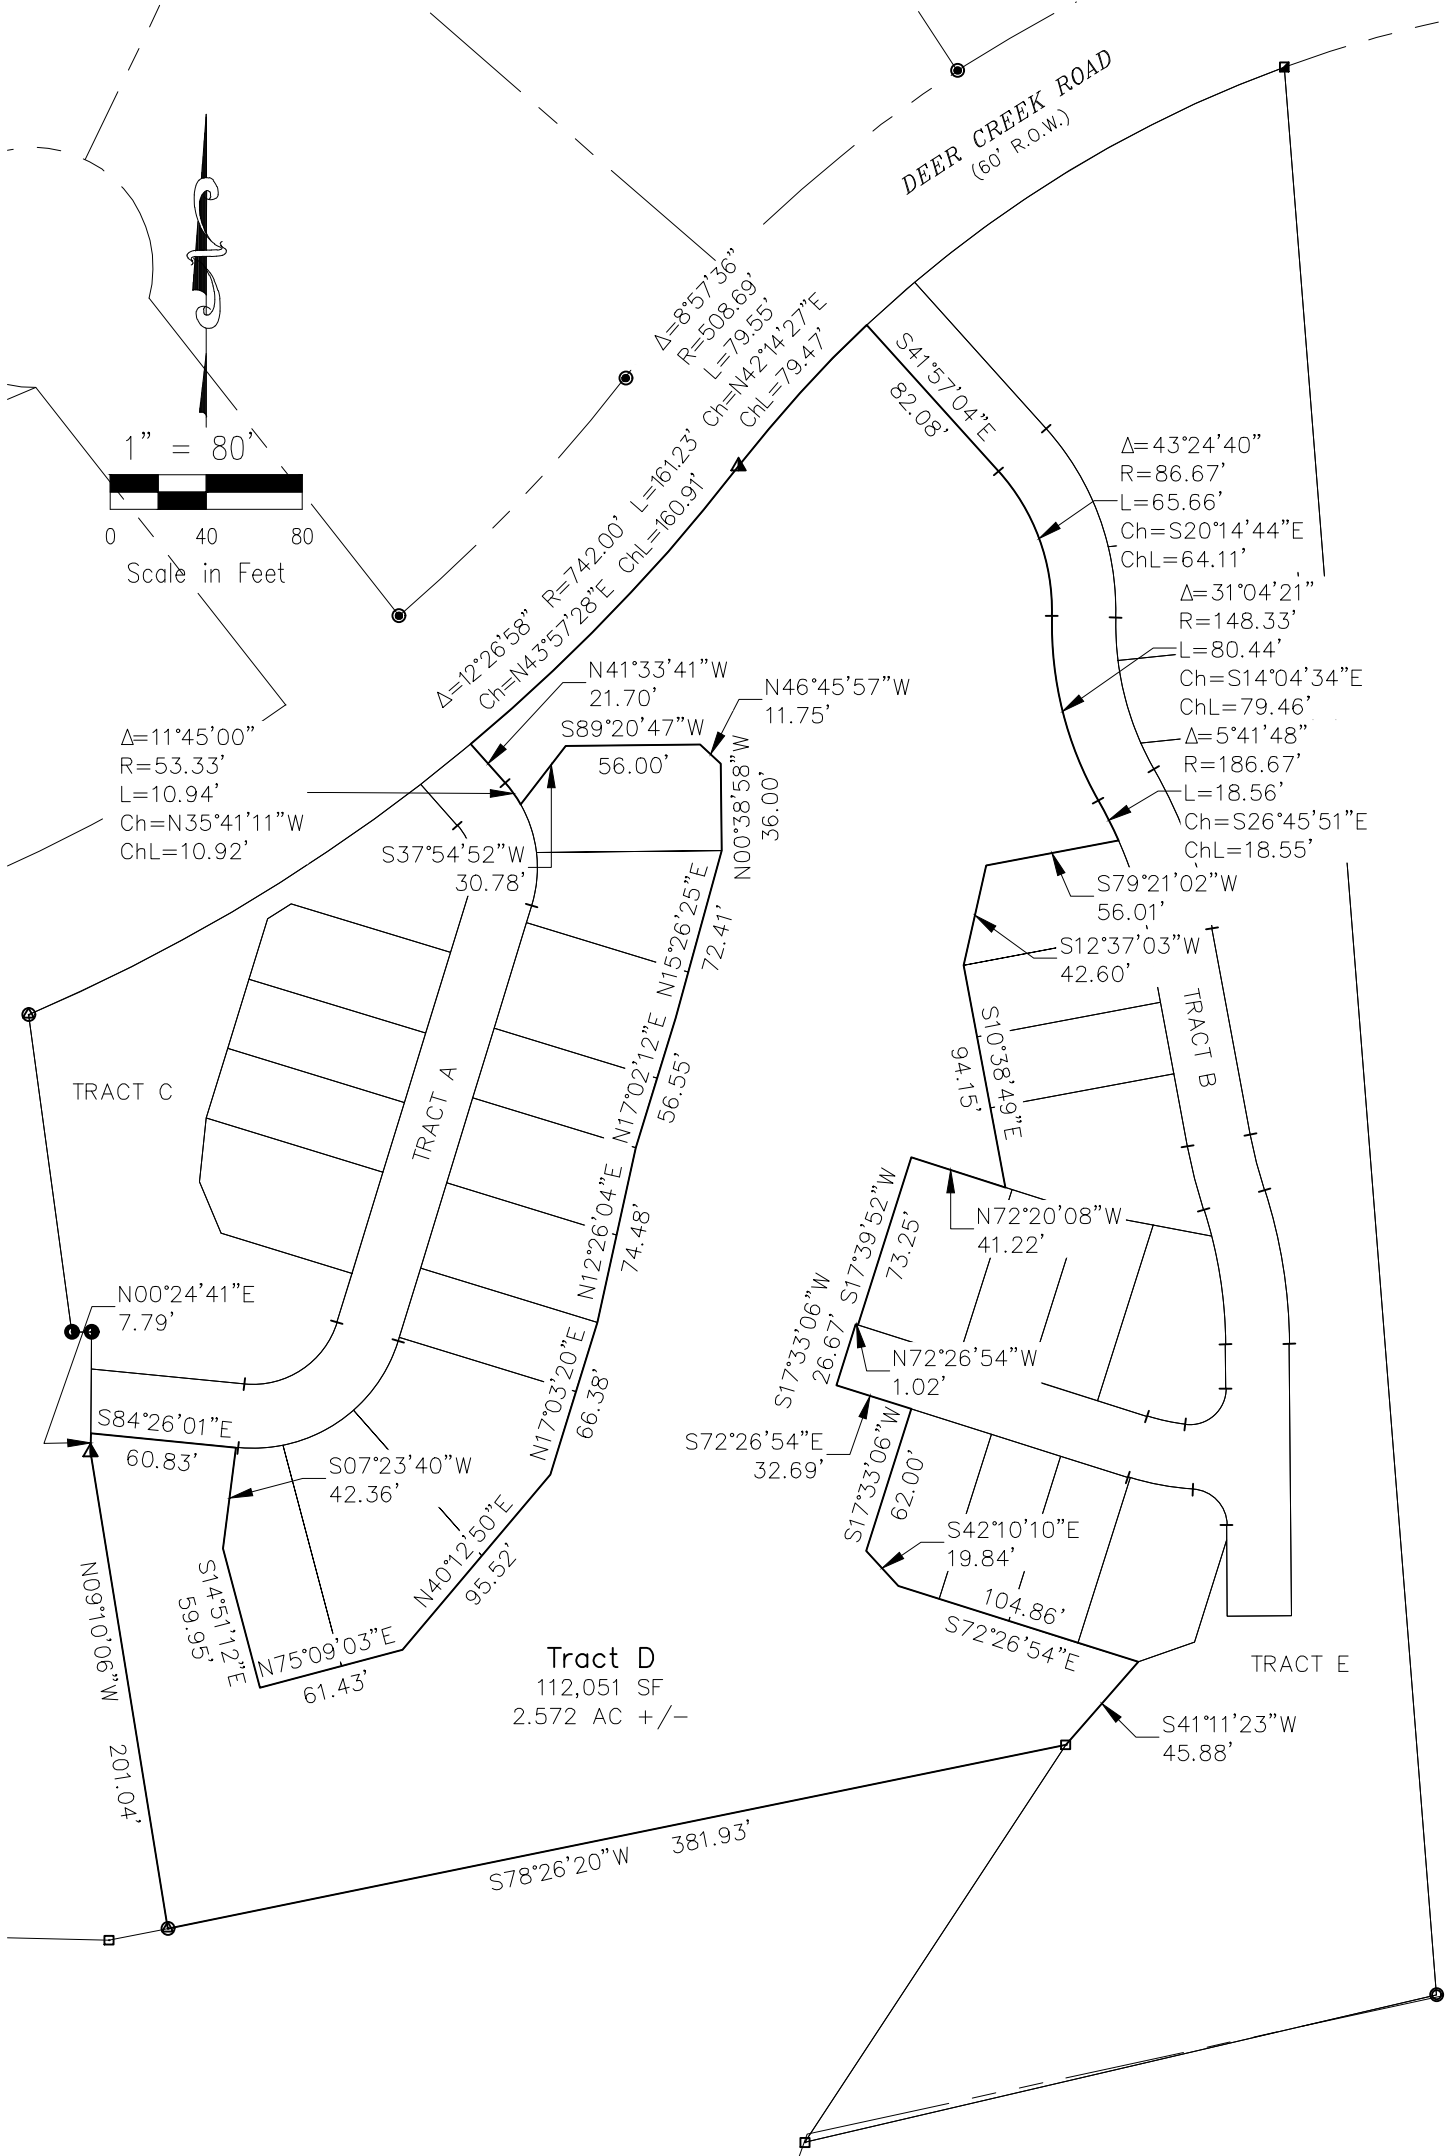 DEER CREEK ROAD
(60' R.O.W.)
Δ=8°57'36"
R=508.69'
L=79.55'
Ch=N42°14'27"E
ChL=79.47'
S41°57'04"E
82.08'
1" = 80'
0 40 80
Scale in Feet
Δ=43°24'40"
R=86.67'
L=65.66'
Ch=S20°14'44"E
ChL=64.11'
Δ=12°26'58" R=742.00' L=161.23'
Ch=N43°57'28"E ChL=160.91'
Δ=31°04'21"
R=148.33'
L=80.44'
Ch=S14°04'34"E
ChL=79.46'
N41°33'41"W
21.70'
N46°45'57"W
11.75'
S89°20'47"W
56.00'
Δ=11°45'00"
R=53.33'
L=10.94'
Ch=N35°41'11"W
ChL=10.92'
Δ=5°41'48"
R=186.67'
L=18.56'
Ch=S26°45'51"E
ChL=18.55'
N00°38'58"W
36.00'
S37°54'52"W
30.78'
S79°21'02"W
56.01'
N15°26'25"E
72.41'
S12°37'03"W
42.60'
TRACT C
TRACT A
N17°02'12"E
56.55'
S10°38'49"E
94.15'
TRACT B
N12°26'04"E
74.48'
S17°39'52"W
73.25'
N72°20'08"W
41.22'
N00°24'41"E
7.79'
S17°33'06"W
26.67'
N72°26'54"W
1.02'
N17°03'20"E
66.38'
S84°26'01"E
60.83'
S72°26'54"E
32.69'
S07°23'40"W
42.36'
S17°33'06"W
62.00'
S42°10'10"E
19.84'
N40°12'50"E
95.52'
N09°10'06"W 201.04'
S14°51'12"E
59.95'
N75°09'03"E
61.43'
104.86'
S72°26'54"E
Tract D
112,051 SF
2.572 AC +/-
TRACT E
S41°11'23"W
45.88'
S78°26'20"W 381.93'